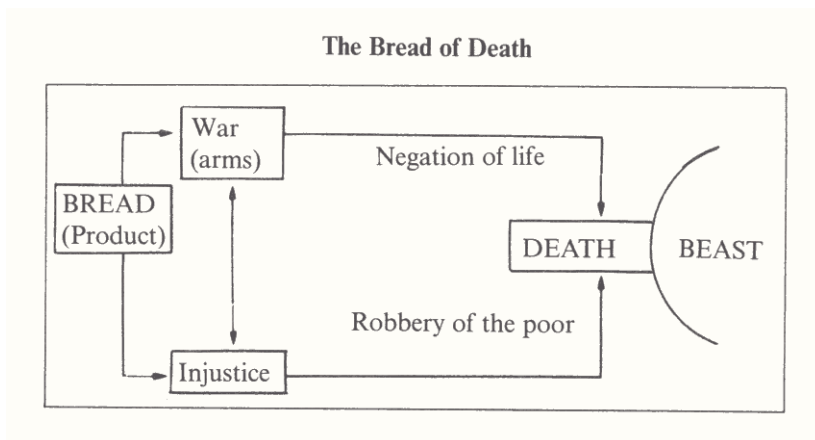 The Bread of Death
War
(arms)
Negation of life
BREAD
(Product)
DEATH
BEAST
Robbery of the poor
Injustice